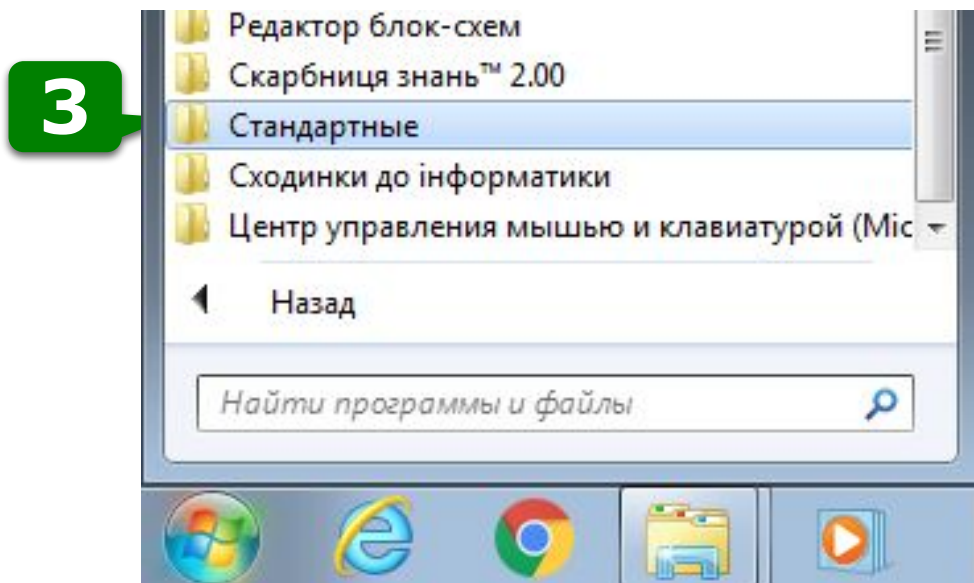 Редактор блок-схем
Скарбниця знань™ 2.00
3
Стандартные
Сходинки до інформатики
Центр управления мышью и клавиатурой (Mic
Назад
Найти программы и файлы